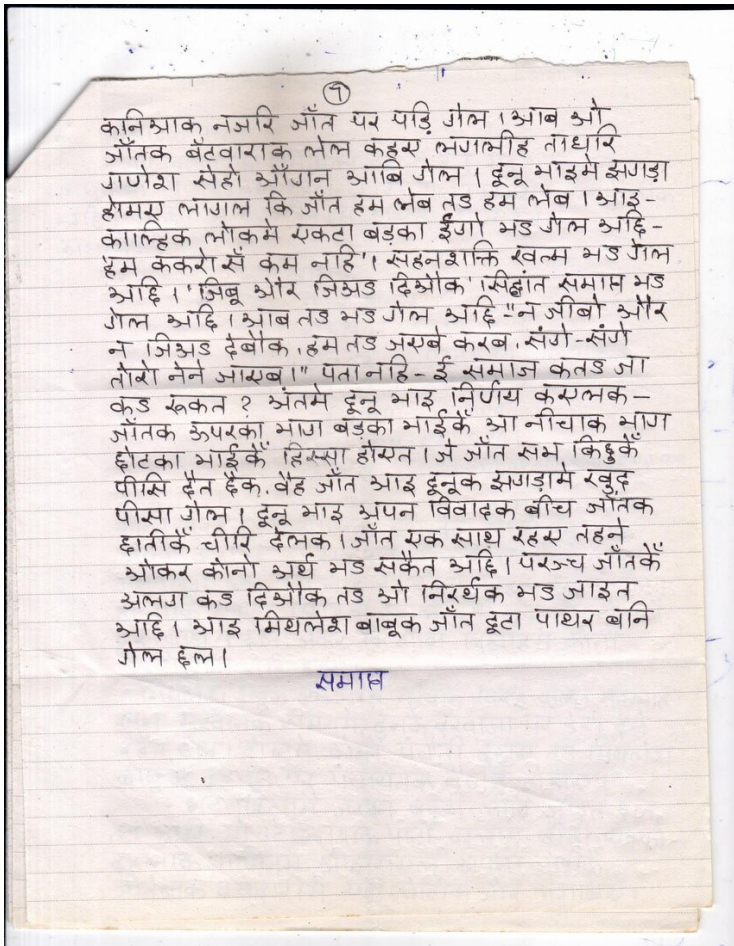 ७
कनिआक नजरि जाँत पर पड़ि गेल । आब ओ
जाँतक बँटवाराक लेल कहए लगलीह ताधरि
गणेश सेहो आँगन आबि गेल । दूनू भाइमे झगड़ा
होमए लागल कि जाँत हम लेब तऽ हम लेब । आइ-
काल्हिक लोकमे एकटा बड़का ईगो भऽ गेल अछि-
'हम ककरोसँ कम नहि'। सहनशक्ति खत्म भऽ गेल
अछि । 'जिबू और जिअऽ दिऔक' सिद्धांत समाप्त भऽ
गेल अछि । आब तऽ भऽ गेल अछि -"न जीबो और
न जिअऽ देबौक, हम तऽ जएबे करब, संगे-संगे
तोरो नेने जाएब।" पता नहि- ई समाज कतऽ जा
कऽ रूकत ? अंतमे दूनू भाइ निर्णय कएलक -
जाँतक ऊपरका भाग बड़का भाईकेँ आ नीचाक भाग
छोटका भाईकेँ हिस्सा होएत । जे जाँत सभ किछुकेँ
पीसि दैत छैक, वैह जाँत आइ दूनूक झगड़ामे खुद
पीसा गेल । दूनू भाइ अपन विवादक बीच जाँतक
छातीकेँ चीरि देलक । जाँत एक साथ रहए तहने
ओकर कोनो अर्थ भऽ सकैत अछि । परञ्च जाँतकेँ
अलग कऽ दिऔक तऽ ओ निरर्थक भऽ जाइत
अछि । आइ मिथलेश बाबूक जाँत टूटा पाथर बनि
गेल छल ।
समाप्त